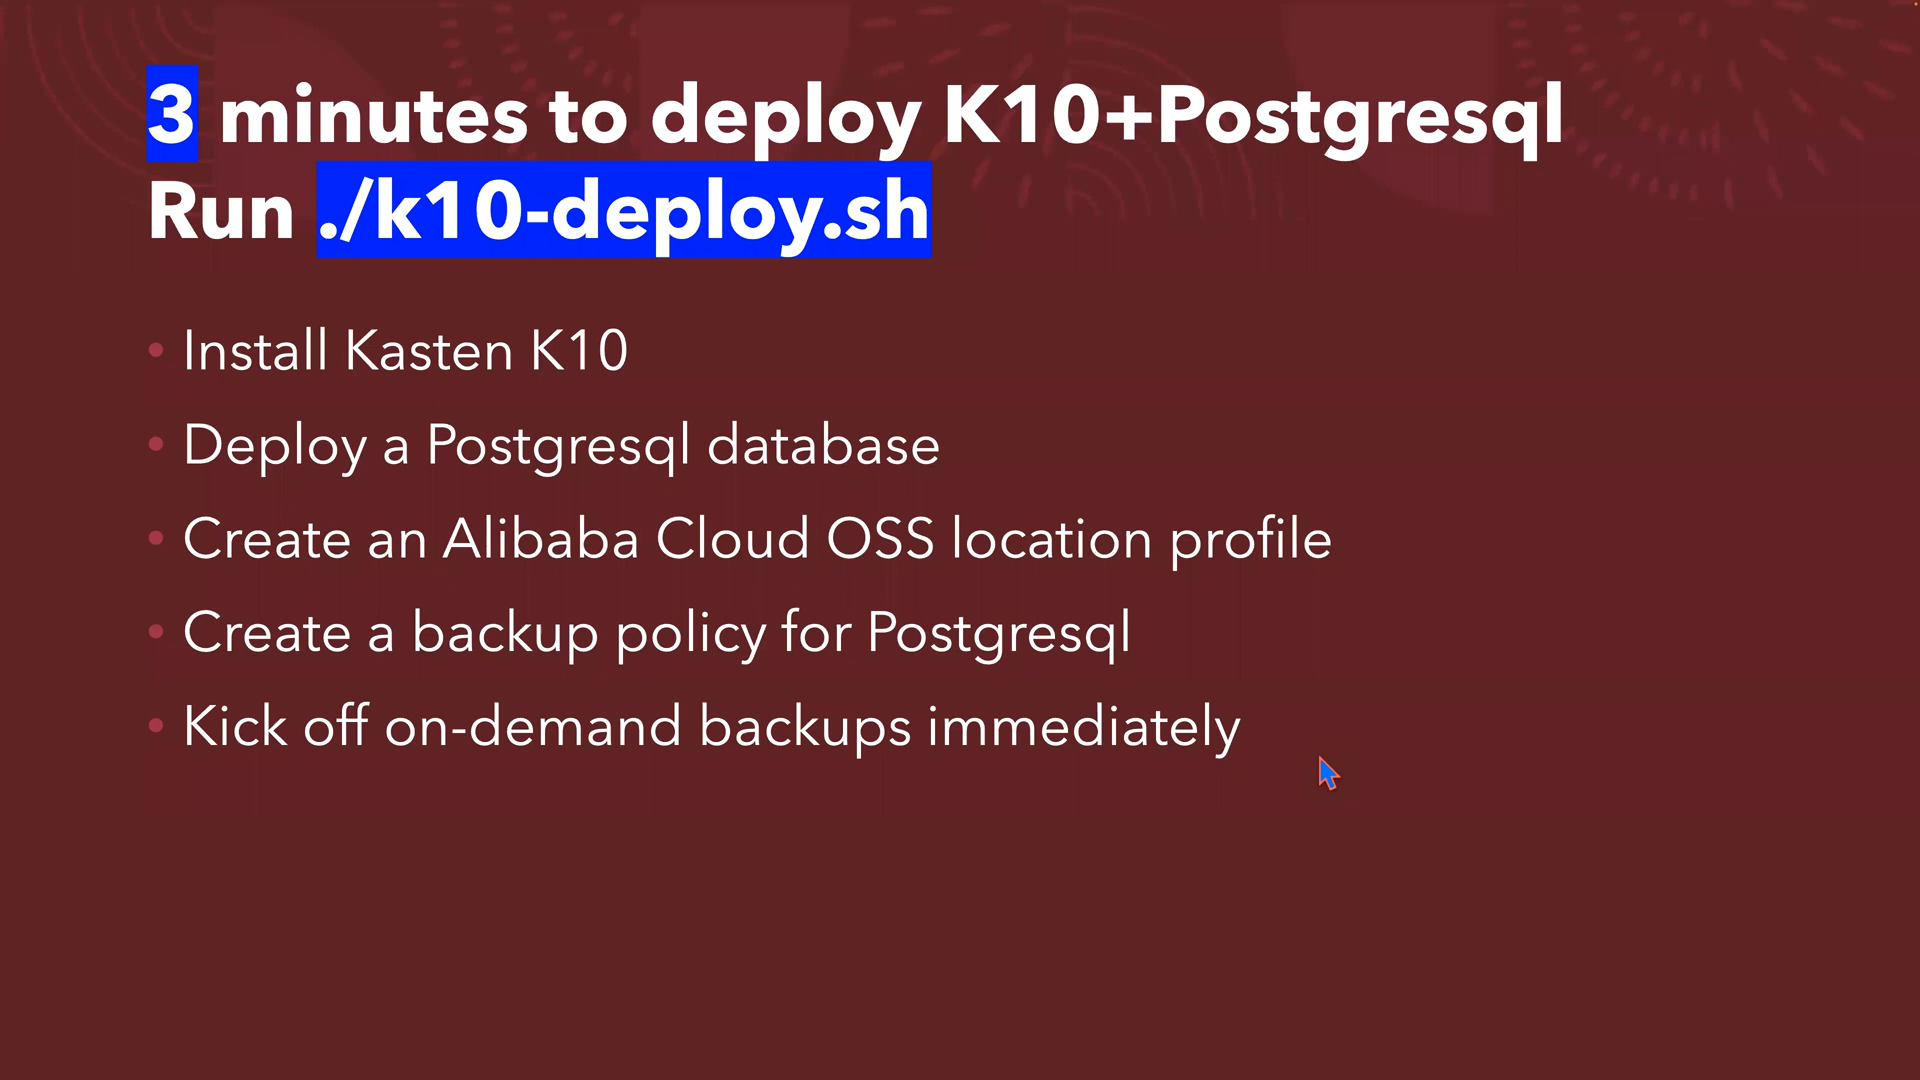 3 minutes to deploy K10+Postgresql
Run ./k10-deploy.sh
• Install Kasten K10
• Deploy a Postgresql database
• Create an Alibaba Cloud OSS location profile
• Create a backup policy for Postgresql
• Kick off on-demand backups immediately